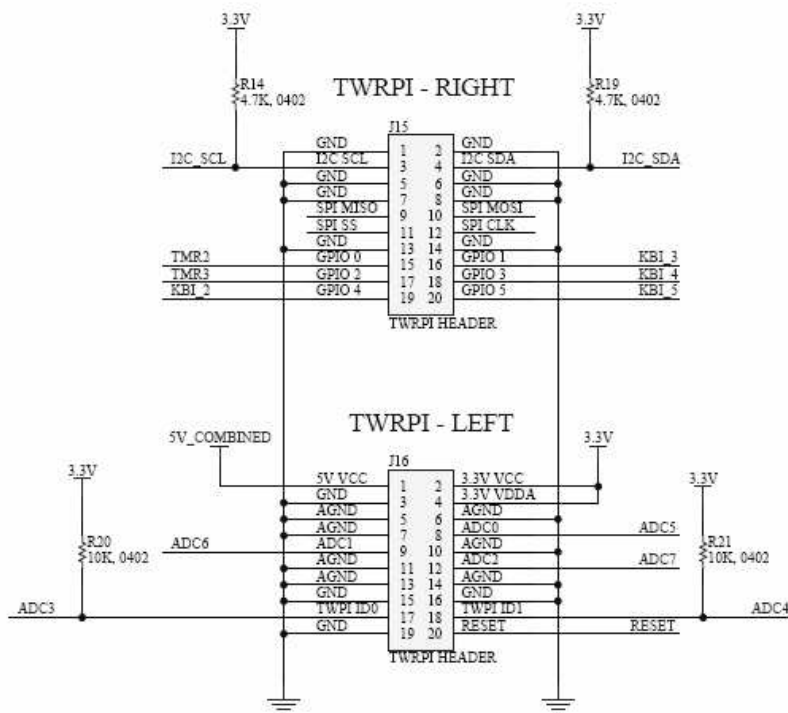 3.3V
3.3V
R14
4.7K, 0402
TWRPI - RIGHT
R19
4.7K, 0402
J15
GND 1 2 GND
I2C_SCL I2C SCL 3 4 I2C SDA I2C_SDA
GND 5 6 GND
GND 7 8 GND
SPI MISO 9 10 SPI MOSI
SPI SS 11 12 SPI CLK
GND 13 14 GND
TMR2 GPIO 0 15 16 GPIO 1 KBI_3
TMR3 GPIO 2 17 18 GPIO 3 KBI_4
KBI_2 GPIO 4 19 20 GPIO 5 KBI_5
TWRPI HEADER
TWRPI - LEFT
5V_COMBINED
3.3V
J16
3.3V
5V VCC 1 2 3.3V VCC
GND 3 4 3.3V VDDA
AGND 5 6 AGND
AGND 7 8 ADC0 ADC5
R20
10K, 0402
R21
10K, 0402
ADC6 ADC1 9 10 AGND
AGND 11 12 ADC2 ADC7
AGND 13 14 AGND
GND 15 16 GND
ADC3 TWPI ID0 17 18 TWPI ID1 ADC4
GND 19 20 RESET RESET
TWRPI HEADER
3.3V